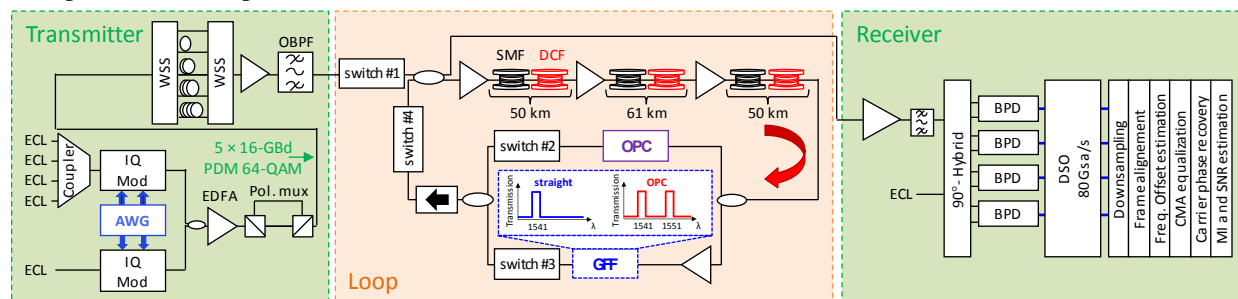 Transmitter
WSS
WSS
OBPF
ECL
ECL
ECL
ECL
Coupler
IQ
Mod
AWG
ECL
IQ
Mod
EDFA
Pol. mux
5 × 16-GBd
PDM 64-QAM
switch #1
SMF
DCF
50 km
61 km
50 km
switch #4
switch #2
OPC
Transmission
straight
1541
λ
Transmission
OPC
1541
1551
λ
switch #3
GFF
Loop
Receiver
ECL
90°- Hybrid
BPD
BPD
BPD
BPD
DSO
80Gsa/s
Downsampling
Frame alignement
Freq. Offset estimation
CMA equalization
Carrier phase recovery
MI and SNR estimation